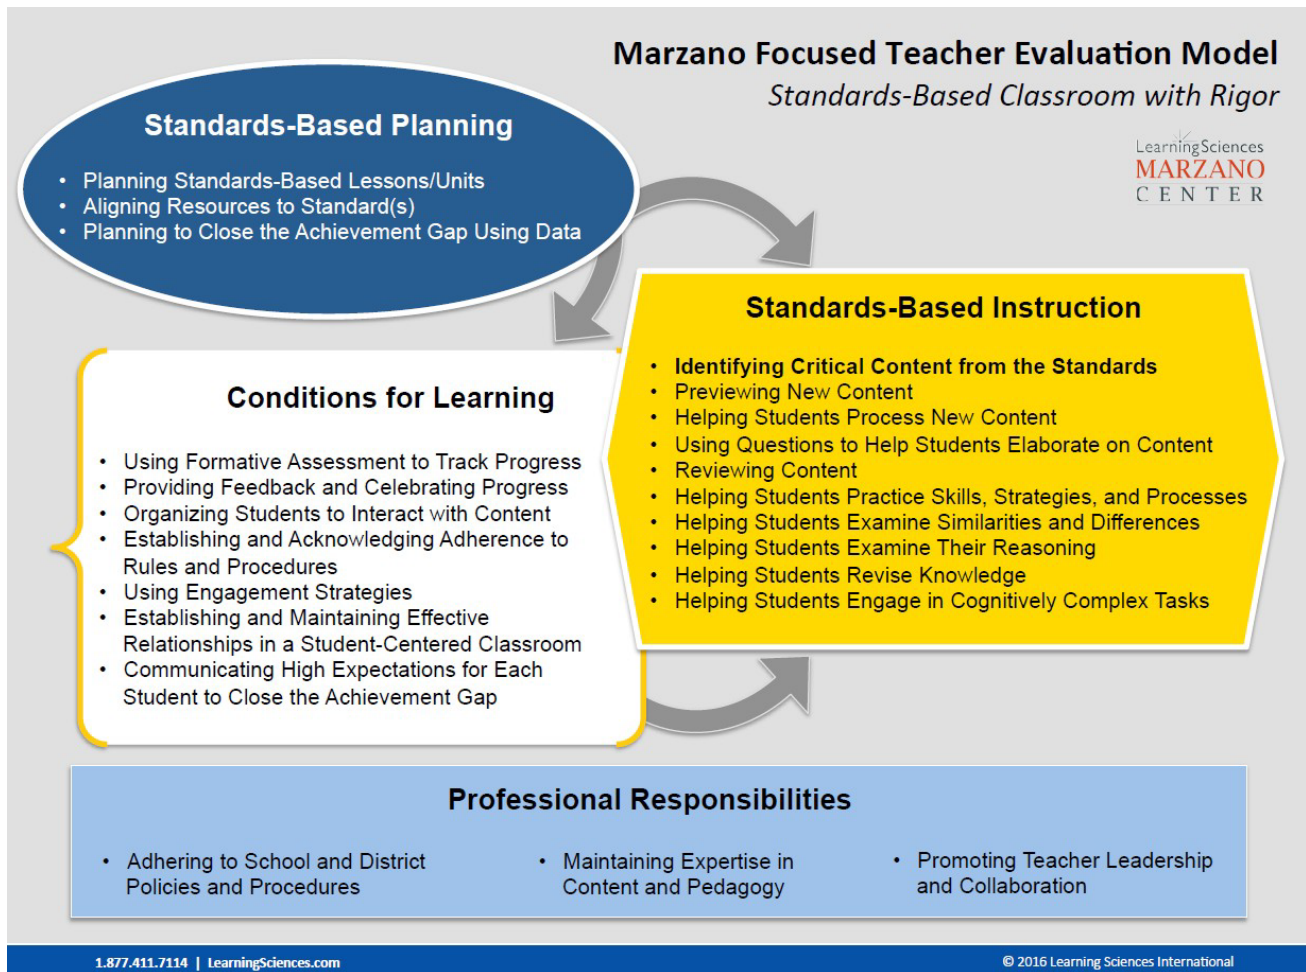 Marzano Focused Teacher Evaluation Model
Standards-Based Classroom with Rigor
LearningSciences
MARZANO
CENTER
Standards-Based Planning
• Planning Standards-Based Lessons/Units
• Aligning Resources to Standard(s)
• Planning to Close the Achievement Gap Using Data
Standards-Based Instruction
• Identifying Critical Content from the Standards
• Previewing New Content
• Helping Students Process New Content
• Using Questions to Help Students Elaborate on Content
• Reviewing Content
• Helping Students Practice Skills, Strategies, and Processes
• Helping Students Examine Similarities and Differences
• Helping Students Examine Their Reasoning
• Helping Students Revise Knowledge
• Helping Students Engage in Cognitively Complex Tasks
Conditions for Learning
• Using Formative Assessment to Track Progress
• Providing Feedback and Celebrating Progress
• Organizing Students to Interact with Content
• Establishing and Acknowledging Adherence to
Rules and Procedures
• Using Engagement Strategies
• Establishing and Maintaining Effective
Relationships in a Student-Centered Classroom
• Communicating High Expectations for Each
Student to Close the Achievement Gap
Professional Responsibilities
• Adhering to School and District
Policies and Procedures
• Maintaining Expertise in
Content and Pedagogy
• Promoting Teacher Leadership
and Collaboration
1.877.411.7114 | LearningSciences.com
© 2016 Learning Sciences International